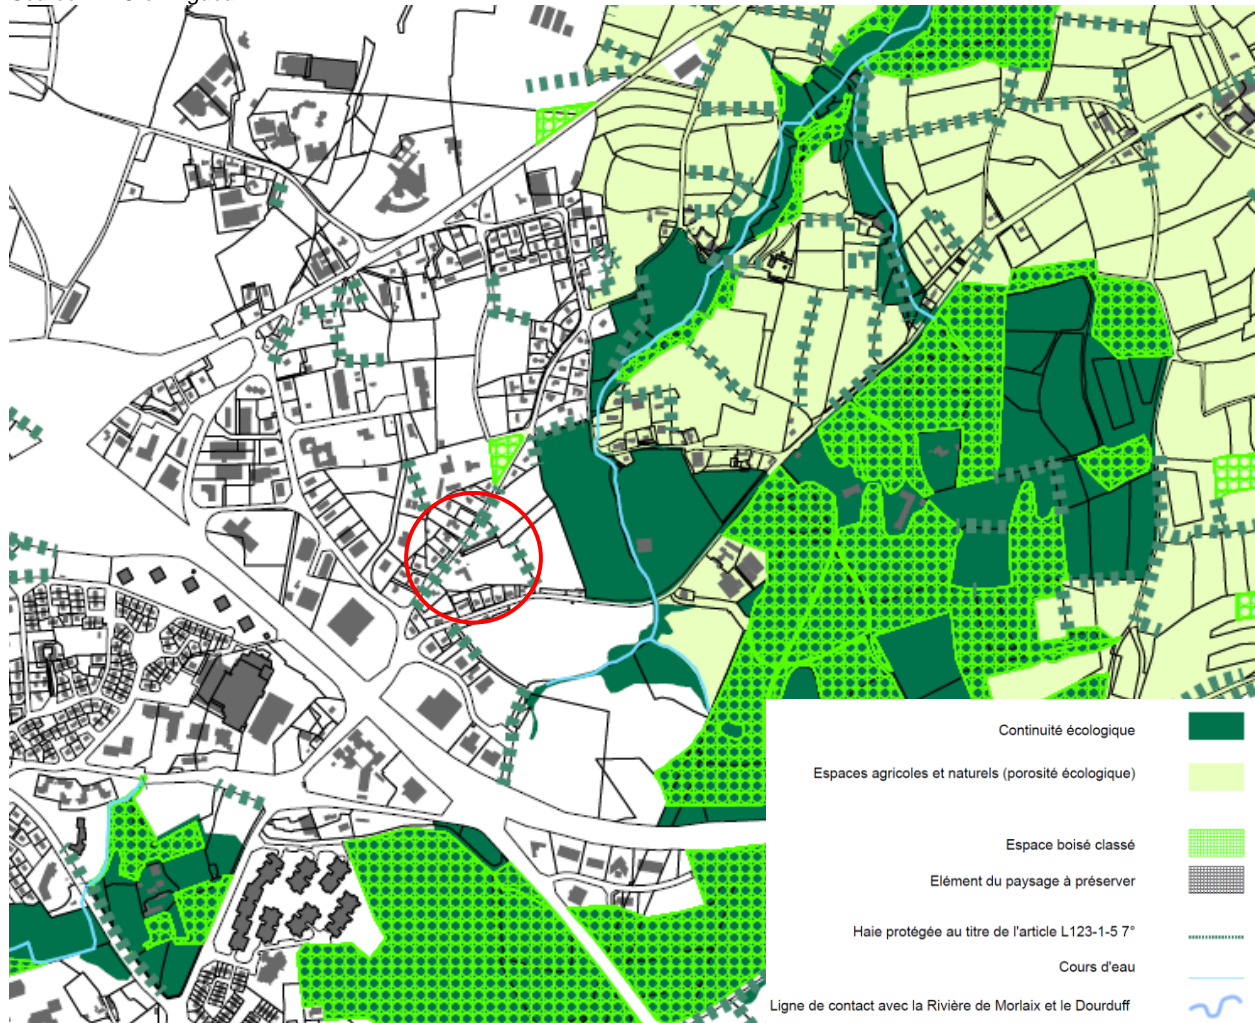 Continuité écologique
Espaces agricoles et naturels (porosité écologique)
Espace boisé classé
Elément du paysage à préserver
Haie protégée au titre de l'article L123-1-5 7°
Cours d'eau
Ligne de contact avec la Rivière de Morlaix et le Dourduff